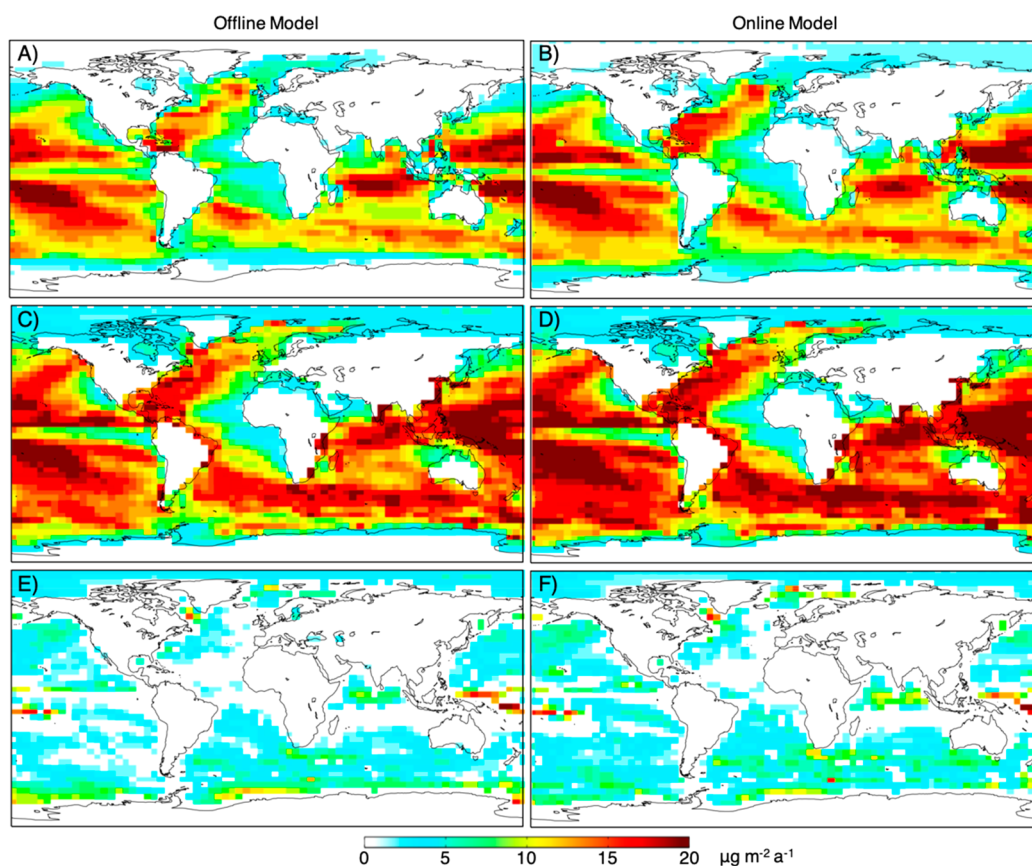 Offline Model Online Model
A) B)
C) D)
E) F)
0 5 10 15 20 µg m⁻² a⁻¹